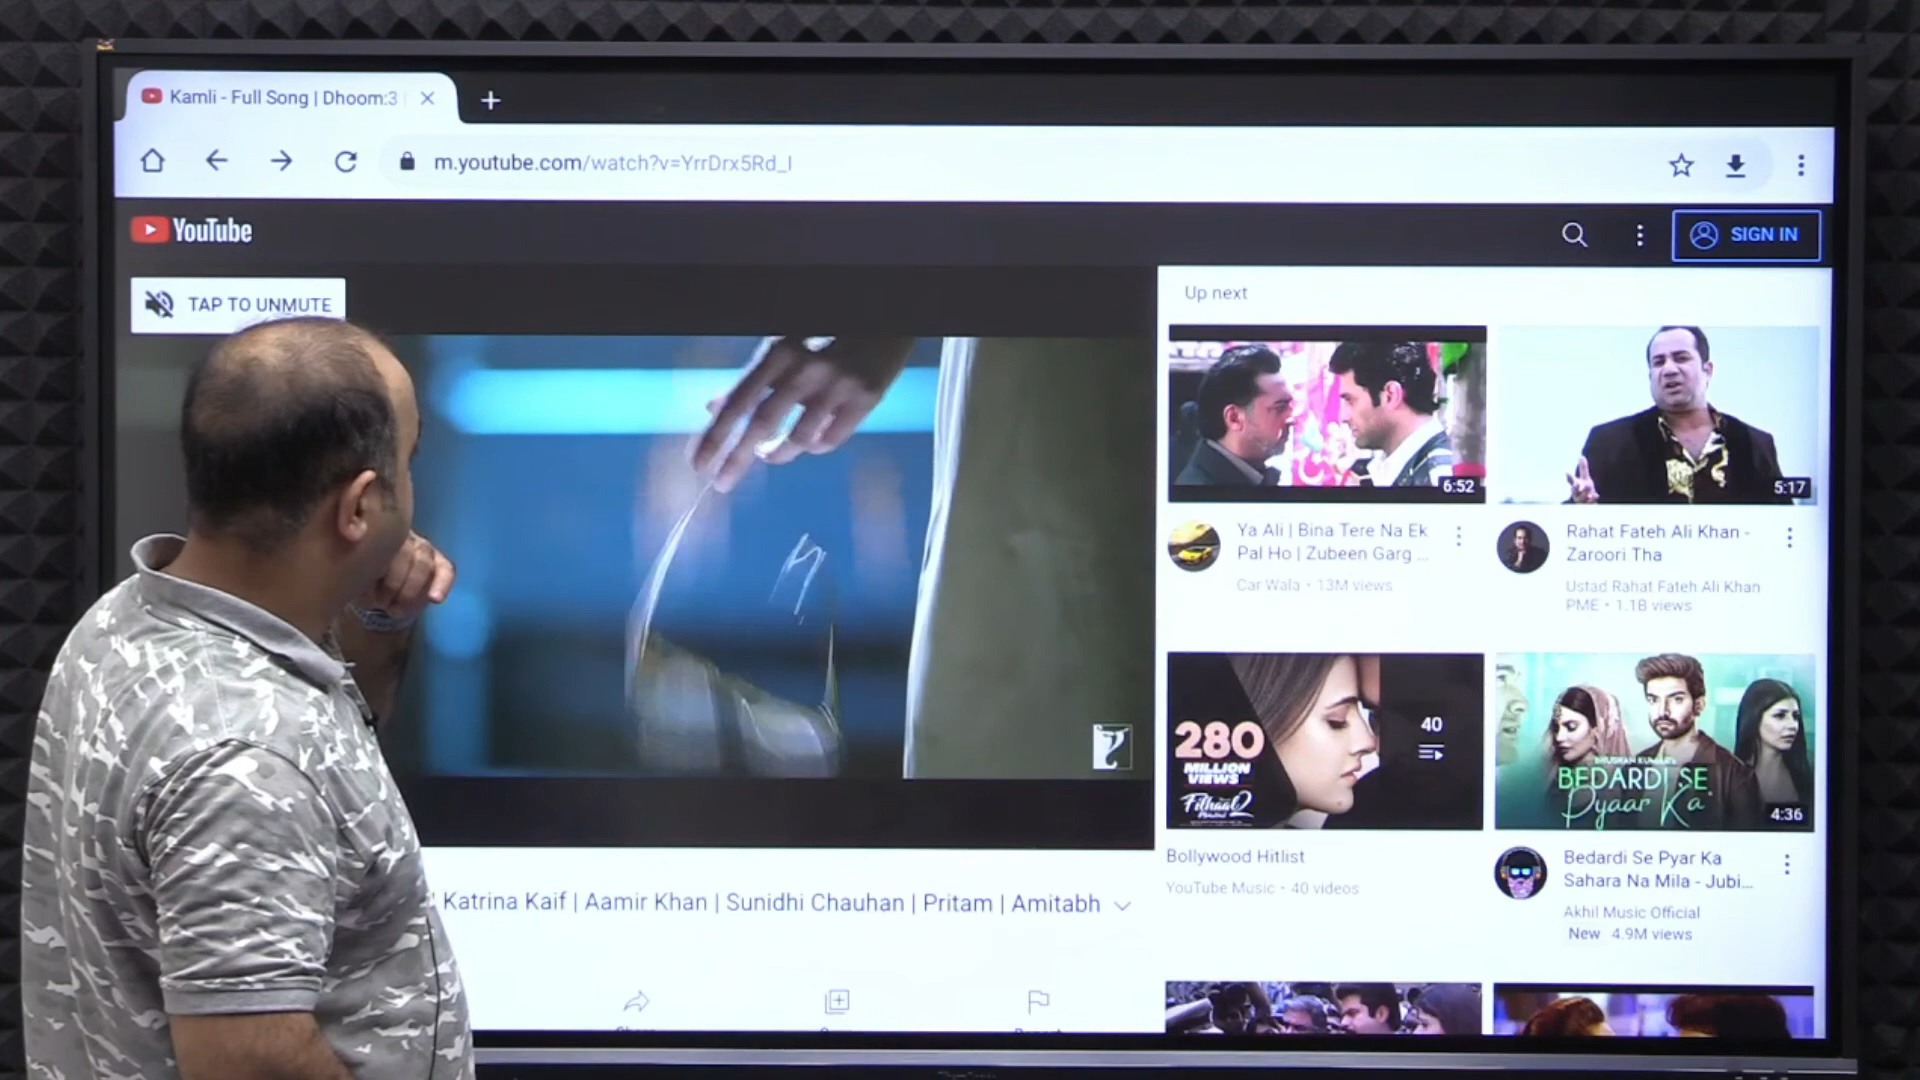 Kamli - Full Song | Dhoom:3
m.youtube.com/watch?v=YrrDrx5Rd_I
YouTube
SIGN IN
TAP TO UNMUTE
Up next
6:52
5:17
Ya Ali | Bina Tere Na Ek
Pal Ho | Zubeen Garg ...
Car Wala • 13M views
Rahat Fateh Ali Khan -
Zaroori Tha
Ustad Rahat Fateh Ali Khan
PME • 1.1B views
280
MILLION
VIEWS
Filhaal2
40
BHUSHAN KUMAR's
BEDARDI SE
Pyaar Ka
4:36
Bollywood Hitlist
YouTube Music • 40 videos
Bedardi Se Pyar Ka
Sahara Na Mila - Jubi...
Akhil Music Official
New 4.9M views
Katrina Kaif | Aamir Khan | Sunidhi Chauhan | Pritam | Amitabh